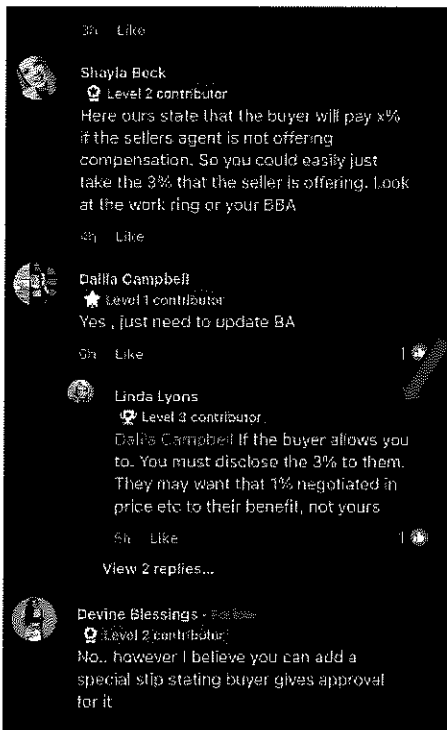 3h Like
Shayla Beck
Level 2 contributor
Here ours state that the buyer will pay x%
if the sellers agent is not offering
compensation. So you could easily just
take the 3% that the seller is offering. Look
at the work ring or your BBA
4h Like
Dalila Campbell
Level 1 contributor
Yes , just need to update BA
6h Like 1
Linda Lyons
Level 3 contributor
Dalila Campbell If the buyer allows you
to. You must disclose the 3% to them.
They may want that 1% negotiated in
price etc to their benefit, not yours
5h Like 1
View 2 replies...
Devine Blessings · Follow
Level 2 contributor
No.. however I believe you can add a
special stip stating buyer gives approval
for it